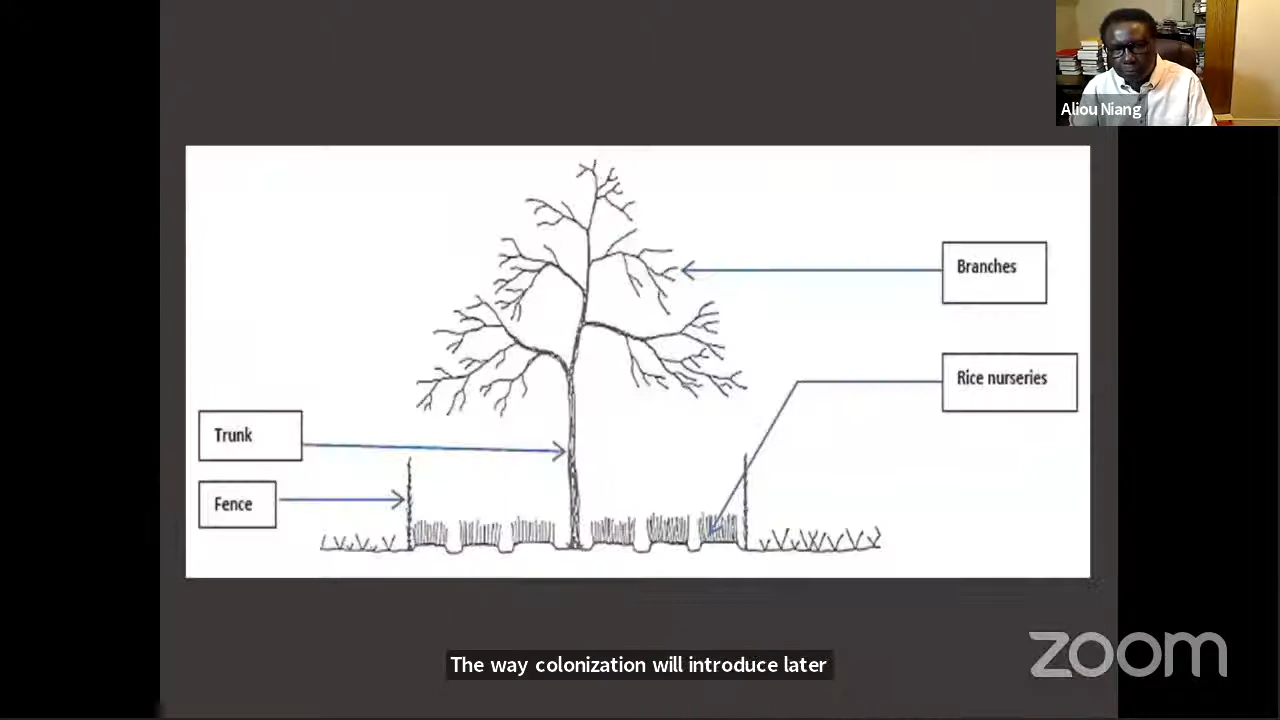 Aliou Niang
Branches
Rice nurseries
Trunk
Fence
The way colonization will introduce later
zoom